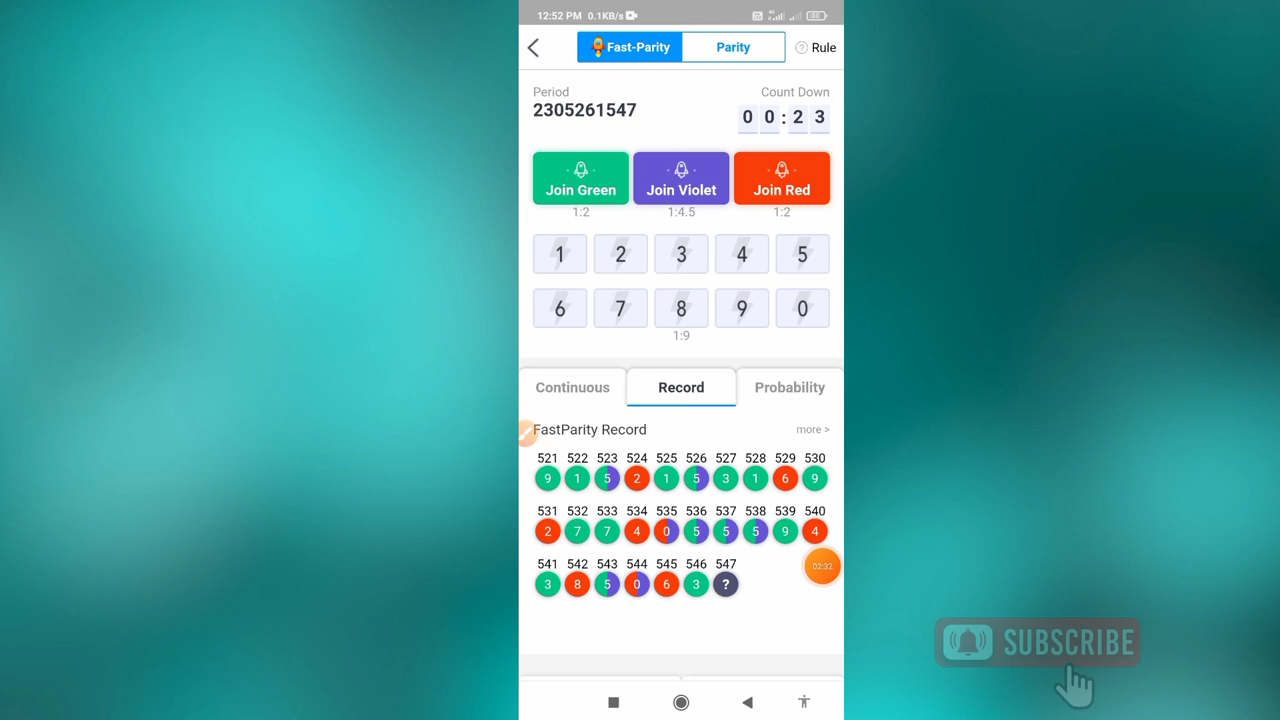 12:52 PM 0.1KB/s
Fast-Parity Parity ? Rule
Period Count Down
2305261547 00:23
Join Green Join Violet Join Red
1:2 1:4.5 1:2
1 2 3 4 5
6 7 8 9 0
1:9
Continuous Record Probability
FastParity Record more >
521 522 523 524 525 526 527 528 529 530
9 1 5 2 1 5 3 1 6 9
531 532 533 534 535 536 537 538 539 540
2 7 7 4 0 5 5 5 9 4
541 542 543 544 545 546 547
3 8 5 0 6 3 ?
02:32
SUBSCRIBE